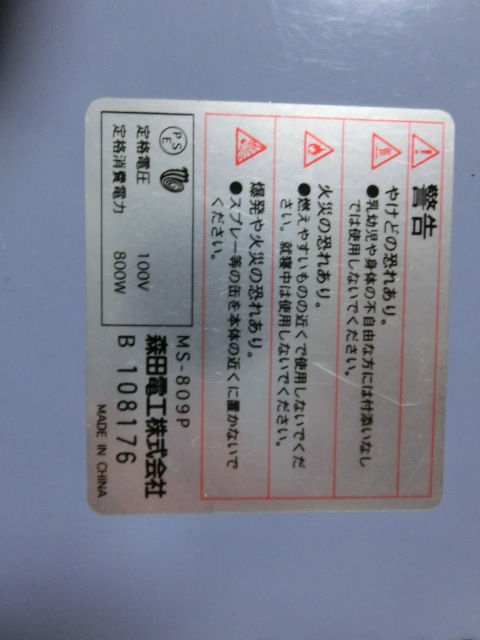 警告
やけどの恐れあり。
●乳幼児や身体の不自由な方には付添いなし
では使用しないでください。
火災の恐れあり。
●燃えやすいものの近くで使用しないでくだ
さい。就寝中は使用しないでください。
爆発や火災の恐れあり。
●スプレー等の缶を本体の近くに置かないで
ください。
PSE
定格電圧 100V
定格消費電力 800W
MS-809P
森田電工株式会社
B 108176
MADE IN CHINA